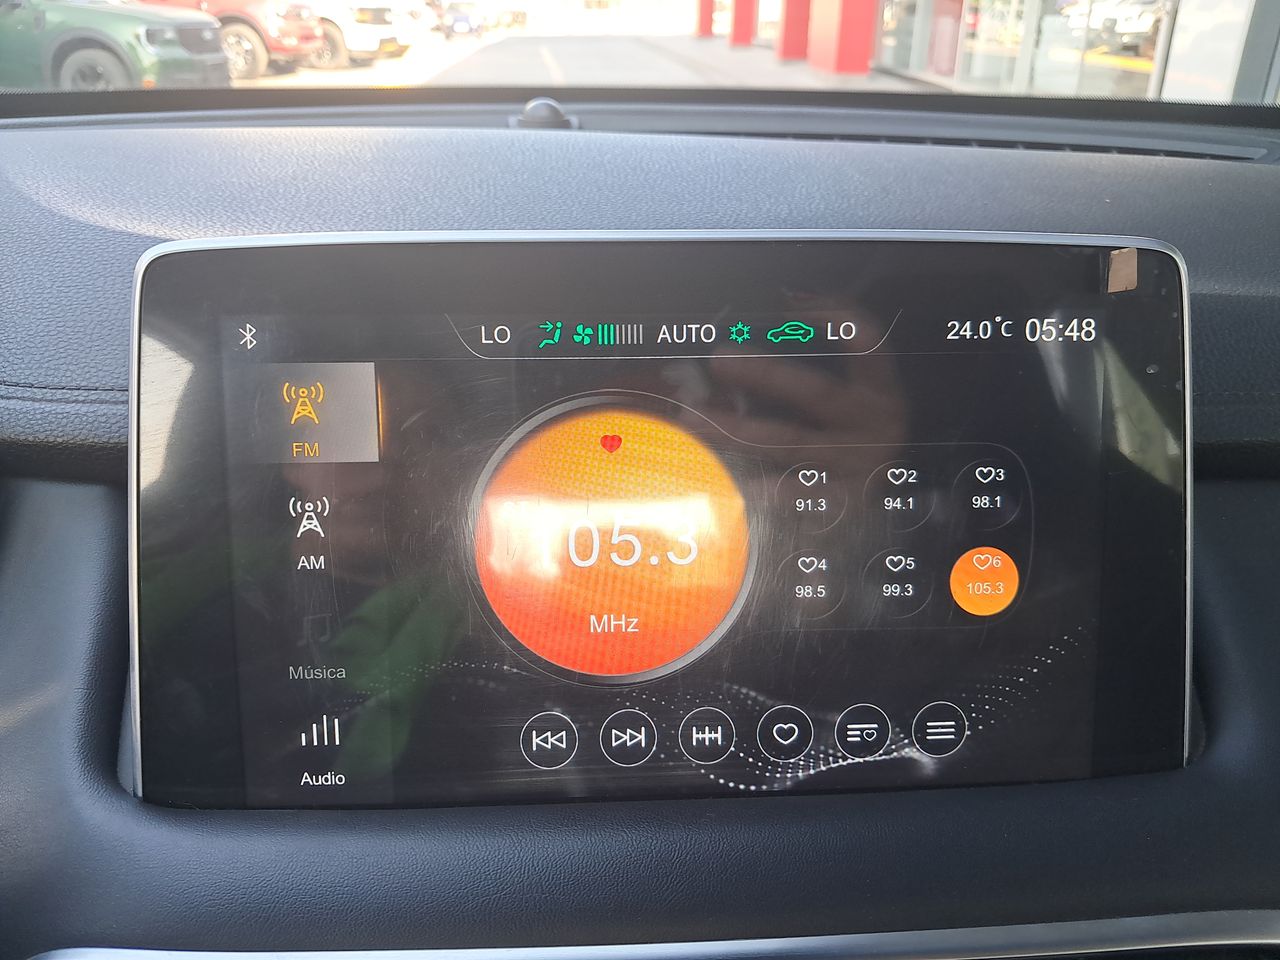 LO AUTO LO 24.0°C 05:48
FM
AM
Música
Audio
05.3
MHz
1 2 3
91.3 94.1 98.1
4 5 6
98.5 99.3 105.3